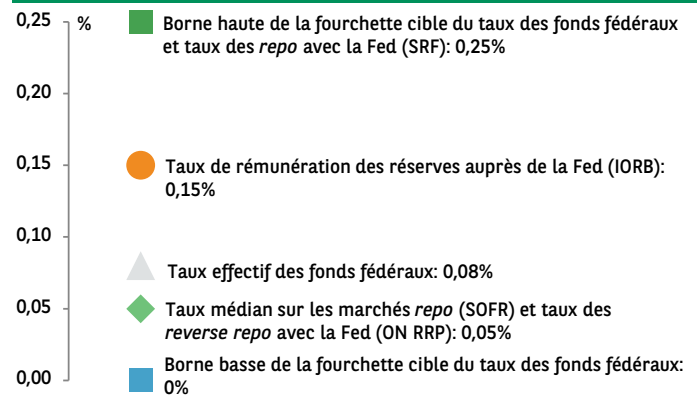 0,25
%
Borne haute de la fourchette cible du taux des fonds fédéraux
et taux des repo avec la Fed (SRF): 0,25%
0,20
0,15
Taux de rémunération des réserves auprès de la Fed (IORB):
0,15%
0,10
Taux effectif des fonds fédéraux: 0,08%
0,05
Taux médian sur les marchés repo (SOFR) et taux des
reverse repo avec la Fed (ON RRP): 0,05%
Borne basse de la fourchette cible du taux des fonds fédéraux:
0,00
0%